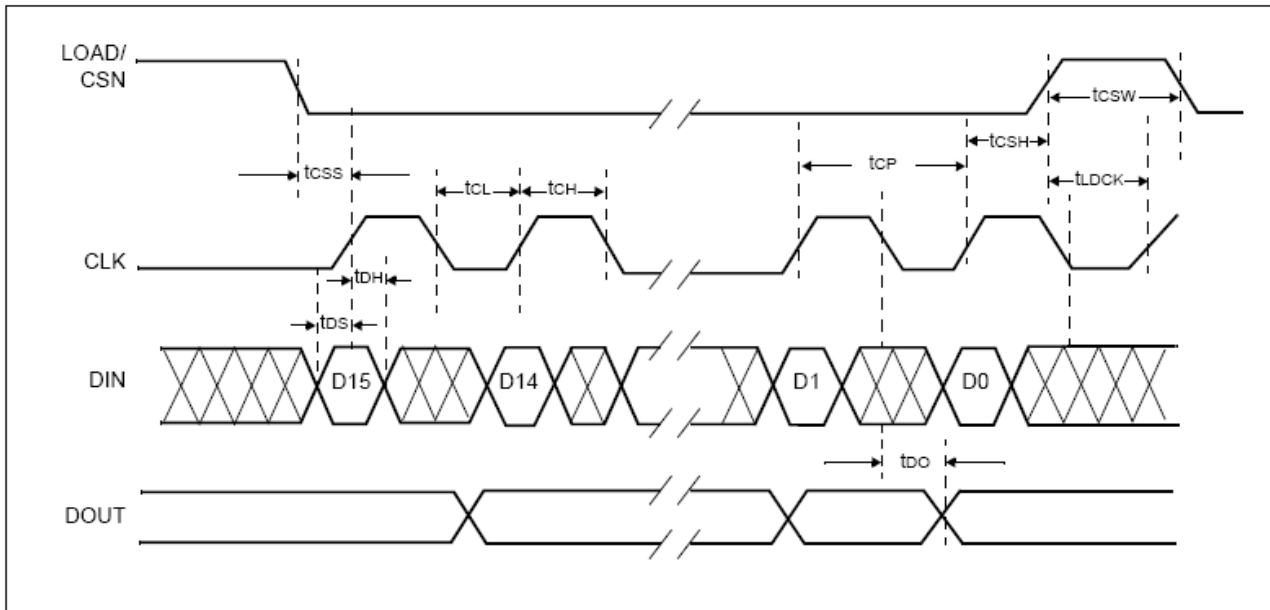 LOAD/
CSN
tCSW
tCSH
tCP
tCSS
tCL
tCH
tLDCK
CLK
tDH
tDS
DIN
D15
D14
D1
D0
tDO
DOUT